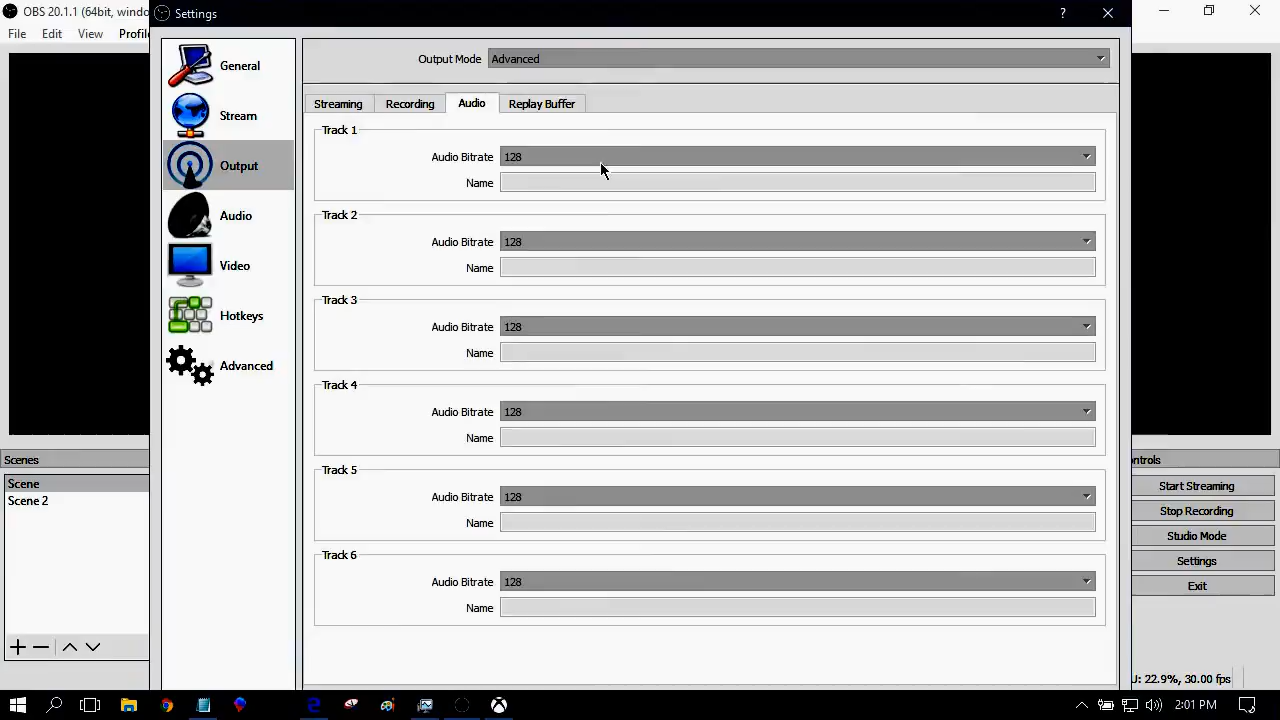 OBS 20.1.1 (64bit, windo
Settings
?
File Edit View Profil
General
Stream
Output
Audio
Video
Hotkeys
Advanced
Output Mode Advanced
Streaming Recording Audio Replay Buffer
Track 1
Audio Bitrate 128
Name
Track 2
Audio Bitrate 128
Name
Track 3
Audio Bitrate 128
Name
Track 4
Audio Bitrate 128
Name
Track 5
Audio Bitrate 128
Name
Track 6
Audio Bitrate 128
Name
Scenes
Scene
Scene 2
ontrols
Start Streaming
Stop Recording
Studio Mode
Settings
Exit
U: 22.9%, 30.00 fps
2:01 PM